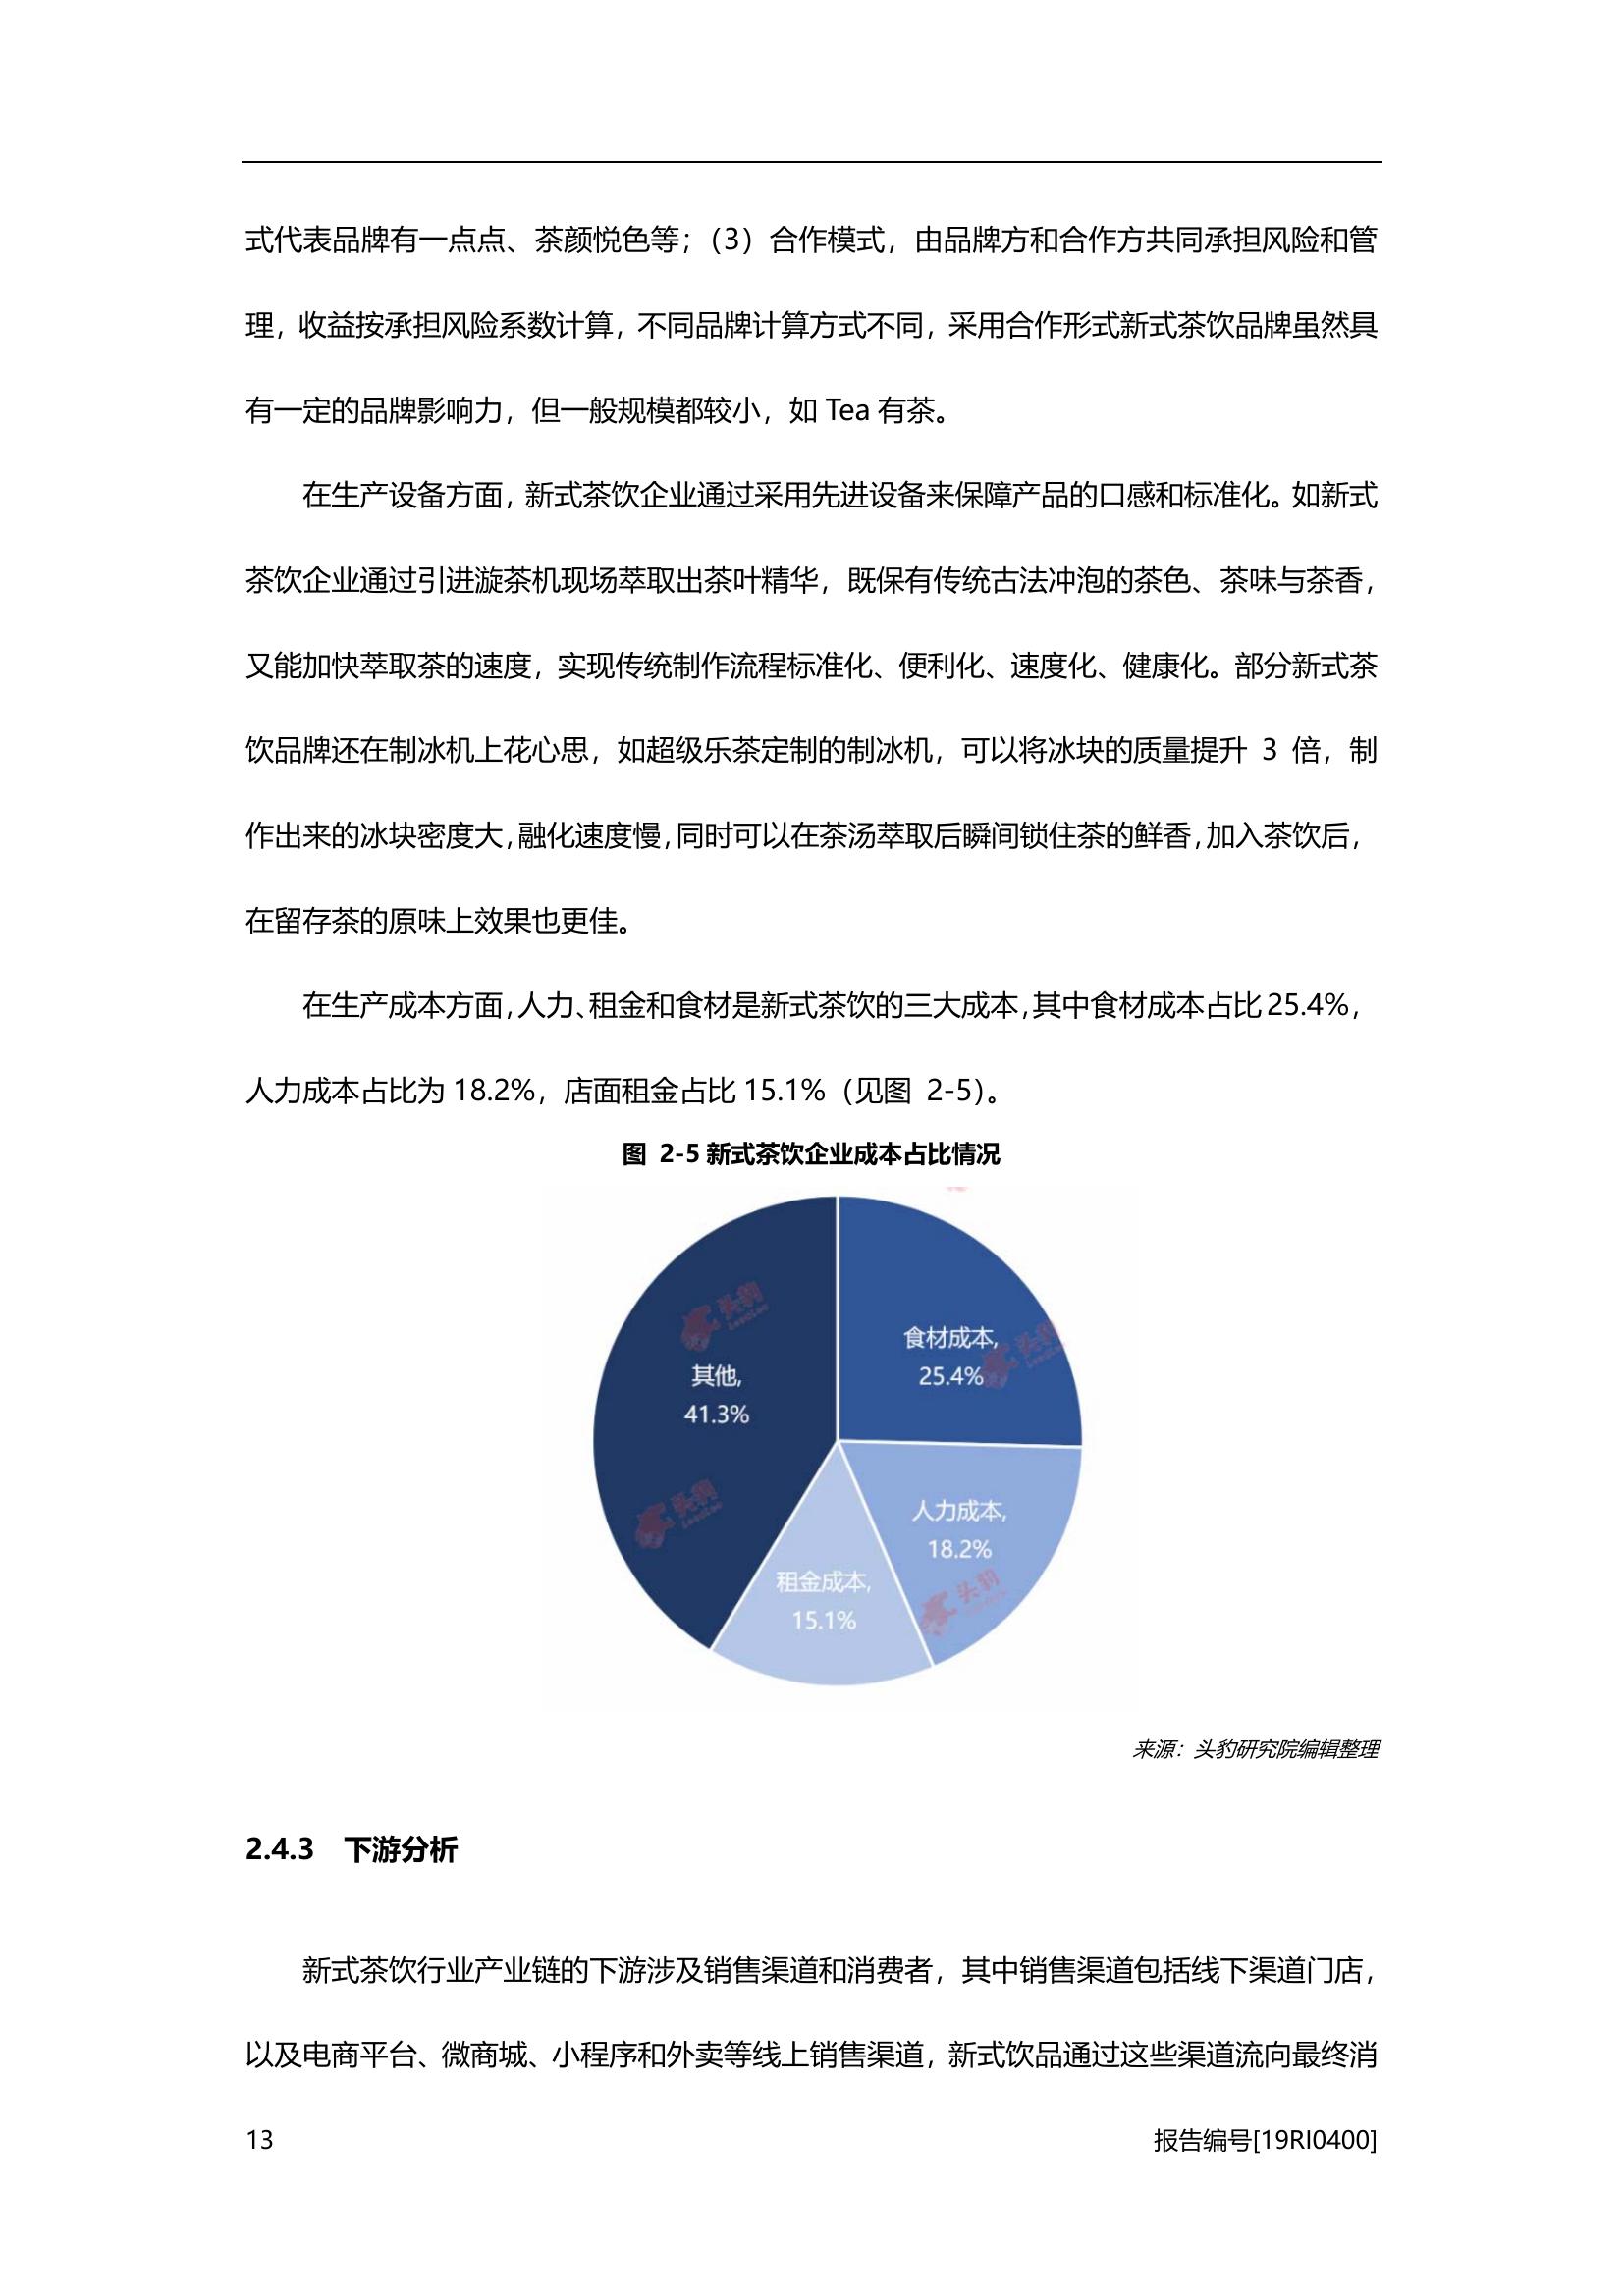 式代表品牌有一点点、茶颜悦色等；（3）合作模式，由品牌方和合作方共同承担风险和管
理，收益按承担风险系数计算，不同品牌计算方式不同，采用合作形式新式茶饮品牌虽然具
有一定的品牌影响力，但一般规模都较小，如 Tea 有茶。
在生产设备方面，新式茶饮企业通过采用先进设备来保障产品的口感和标准化。如新式
茶饮企业通过引进漩茶机现场萃取出茶叶精华，既保有传统古法冲泡的茶色、茶味与茶香，
又能加快萃取茶的速度，实现传统制作流程标准化、便利化、速度化、健康化。部分新式茶
饮品牌还在制冰机上花心思，如超级乐茶定制的制冰机，可以将冰块的质量提升 3 倍，制
作出来的冰块密度大，融化速度慢，同时可以在茶汤萃取后瞬间锁住茶的鲜香，加入茶饮后，
在留存茶的原味上效果也更佳。
在生产成本方面，人力、租金和食材是新式茶饮的三大成本，其中食材成本占比 25.4%，
人力成本占比为 18.2%，店面租金占比 15.1%（见图 2-5）。
图 2-5 新式茶饮企业成本占比情况
食材成本,
25.4%
其他,
41.3%
人力成本,
18.2%
租金成本,
15.1%
头豹
头豹
头豹
头豹
来源：头豹研究院编辑整理
2.4.3 下游分析
新式茶饮行业产业链的下游涉及销售渠道和消费者，其中销售渠道包括线下渠道门店，
以及电商平台、微商城、小程序和外卖等线上销售渠道，新式饮品通过这些渠道流向最终消
13
报告编号[19RI0400]